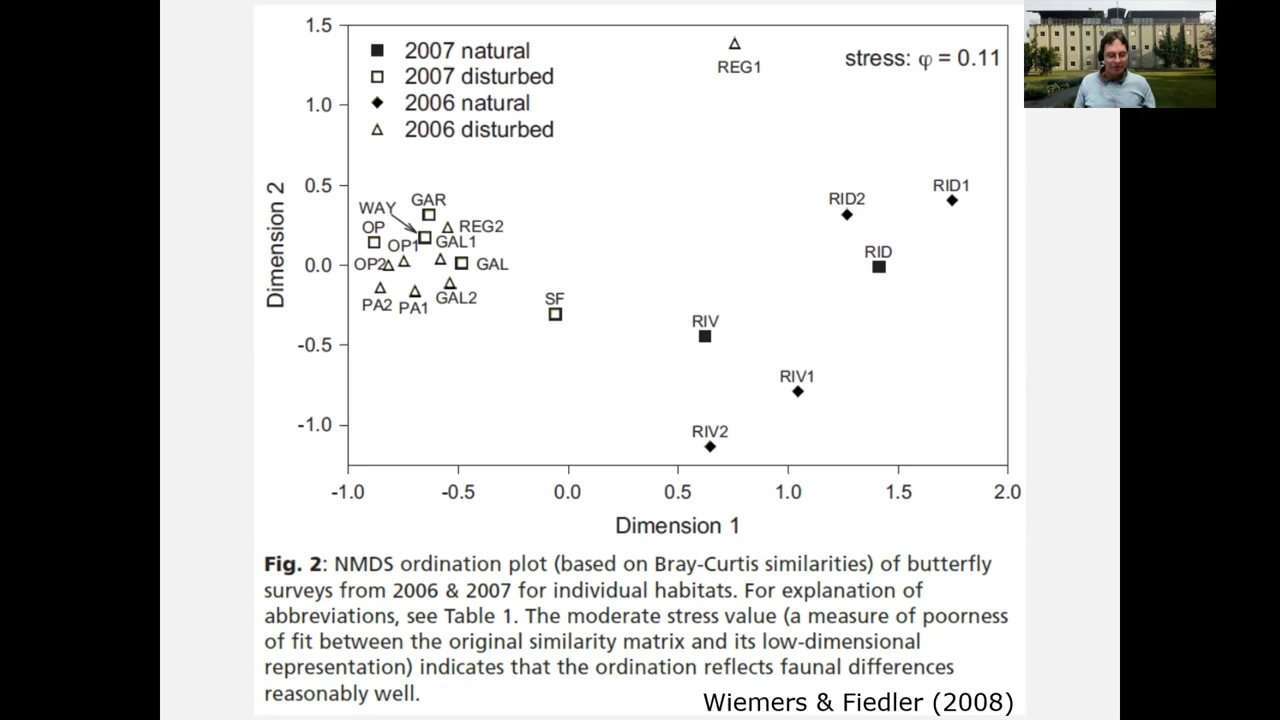 1.5
1.0
0.5
0.0
-0.5
-1.0
Dimension 2
2007 natural
2007 disturbed
2006 natural
2006 disturbed
stress: φ = 0.11
REG1
RID1
RID2
RID
GAR
WAY
OP
REG2
OP1
GAL1
OP2
GAL
PA2
PA1
GAL2
SF
RIV
RIV1
RIV2
-1.0 -0.5 0.0 0.5 1.0 1.5 2.0
Dimension 1
Fig. 2: NMDS ordination plot (based on Bray-Curtis similarities) of butterfly
surveys from 2006 & 2007 for individual habitats. For explanation of
abbreviations, see Table 1. The moderate stress value (a measure of poorness
of fit between the original similarity matrix and its low-dimensional
representation) indicates that the ordination reflects faunal differences
reasonably well.
Wiemers & Fiedler (2008)